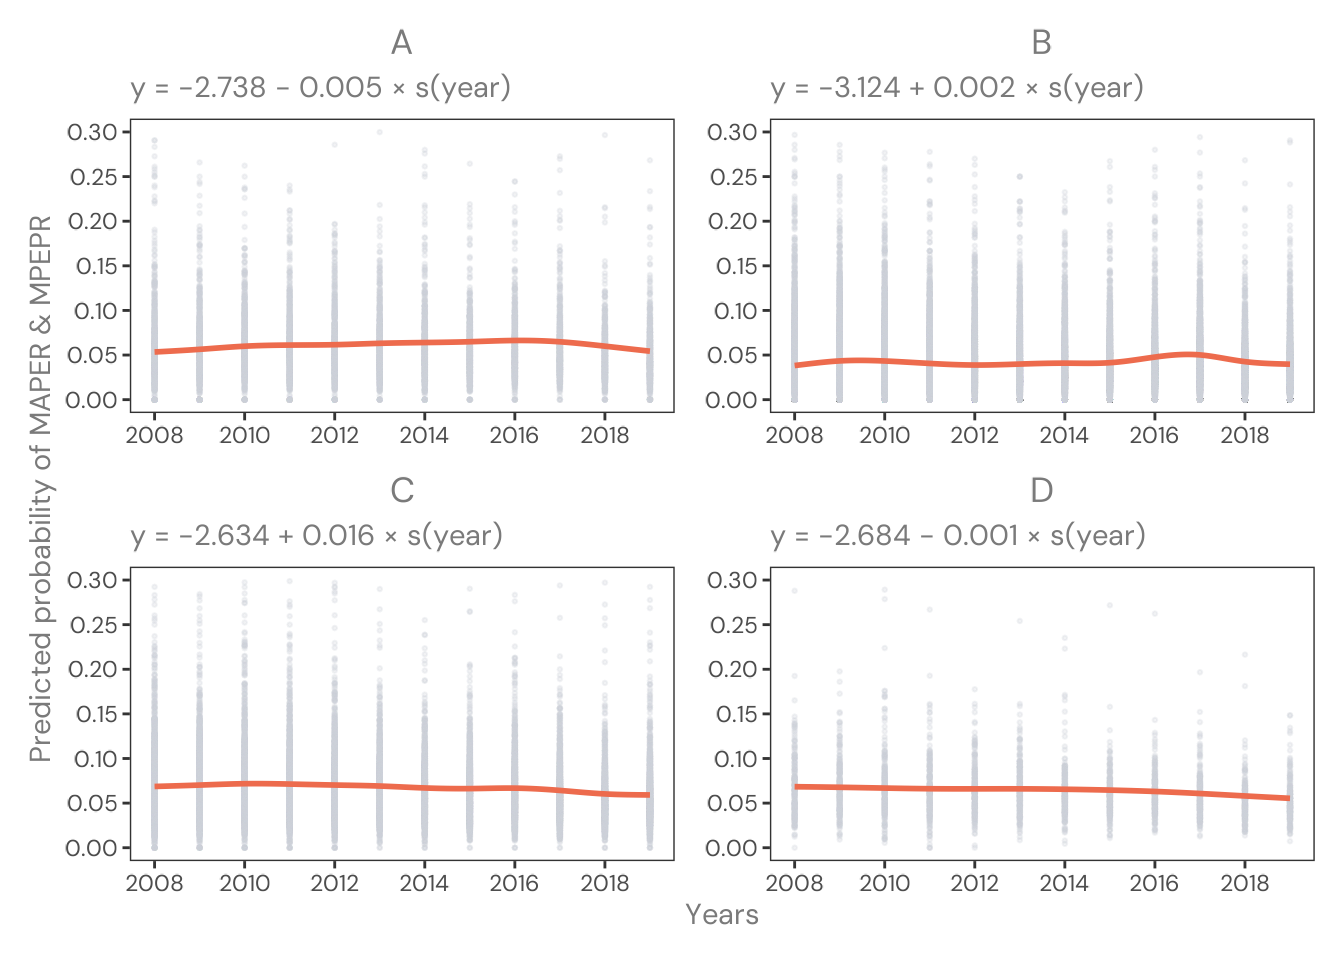 A
B
y = −2.738 − 0.005 × s(year)
y = −3.124 + 0.002 × s(year)
0.30
0.25
0.20
0.15
0.10
0.05
0.00
2008 2010 2012 2014 2016 2018
0.30
0.25
0.20
0.15
0.10
0.05
0.00
2008 2010 2012 2014 2016 2018
Predicted probability of MAPER & MPEPR
C
D
y = −2.634 + 0.016 × s(year)
y = −2.684 − 0.001 × s(year)
0.30
0.25
0.20
0.15
0.10
0.05
0.00
2008 2010 2012 2014 2016 2018
0.30
0.25
0.20
0.15
0.10
0.05
0.00
2008 2010 2012 2014 2016 2018
Years